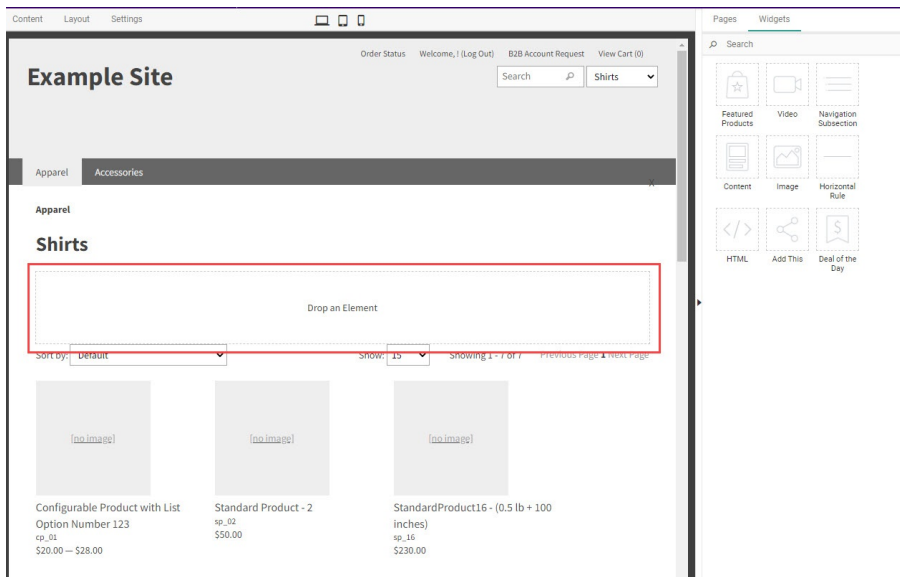 Content Layout Settings
Pages Widgets
Search
Order Status Welcome, ! (Log Out) B2B Account Request View Cart (0)
Example Site
Search Shirts
Apparel Accessories
X
Apparel
Shirts
Drop an Element
Sort by: Default Show: 15 Showing 1 - 7 of 7 Previous Page 1 Next Page
[no image] [no image] [no image]
Configurable Product with List
Option Number 123
cp_01
$20.00 — $28.00
Standard Product - 2
sp_02
$50.00
StandardProduct16 - (0.5 lb + 100
inches)
sp_16
$230.00
Featured
Products
Video
Navigation
Subsection
Content
Image
Horizontal
Rule
HTML
Add This
Deal of the
Day